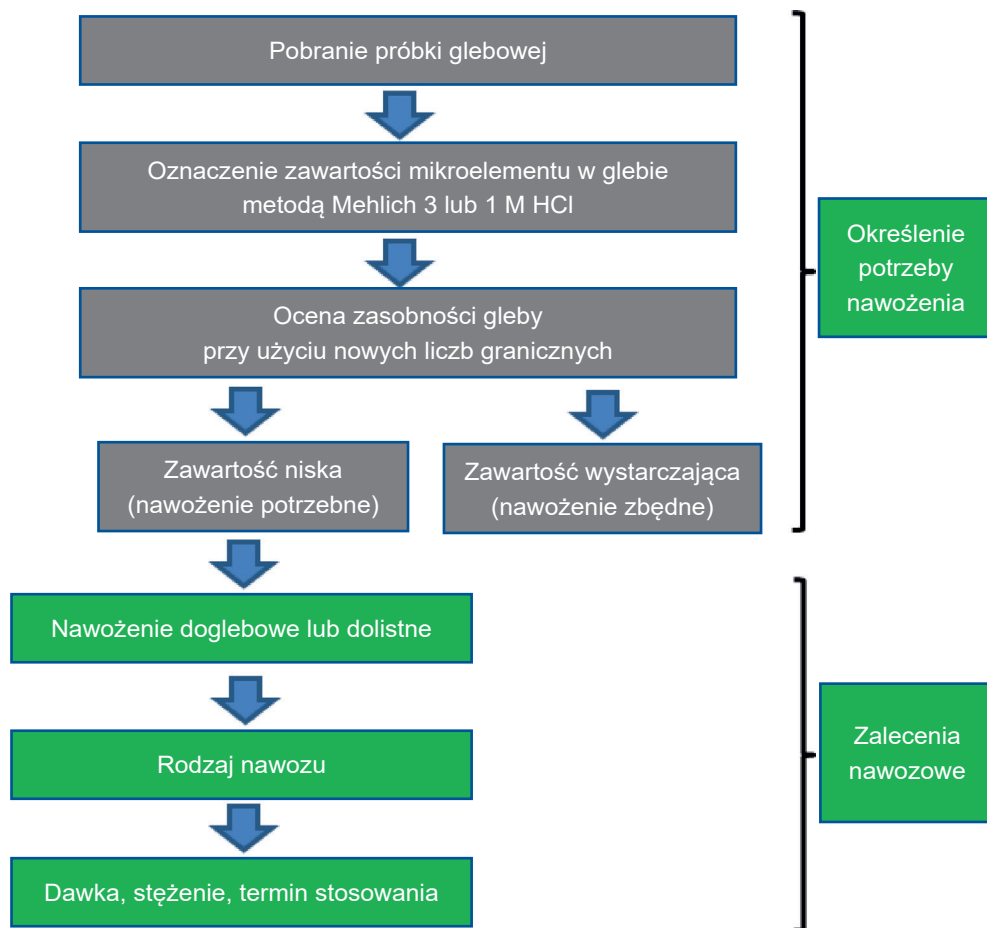 Pobranie próbki glebowej
Oznaczenie zawartości mikroelementu w glebie
metodą Mehlich 3 lub 1 M HCl
Ocena zasobności gleby
przy użyciu nowych liczb granicznych
Zawartość niska
(nawożenie potrzebne)
Zawartość wystarczająca
(nawożenie zbędne)
Określenie
potrzeby
nawożenia
Nawożenie doglebowe lub dolistne
Rodzaj nawozu
Dawka, stężenie, termin stosowania
Zalecenia
nawozowe